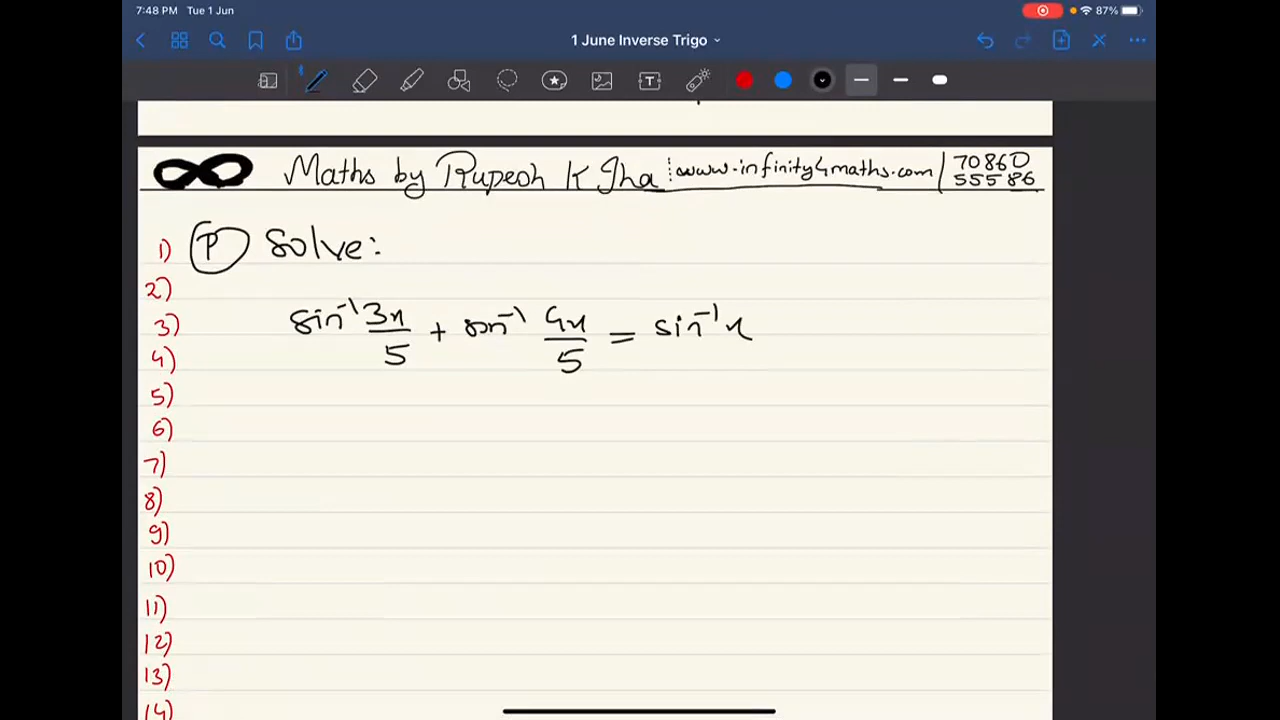 7:48 PM Tue 1 Jun 87%
1 June Inverse Trigo
∞ Maths by Rupesh K Jha www.infinity4maths.com 70860
55586
1) P Solve:
2)
3) sin⁻¹ 3x/5 + sin⁻¹ 4x/5 = sin⁻¹ x
4)
5)
6)
7)
8)
9)
10)
11)
12)
13)
14)